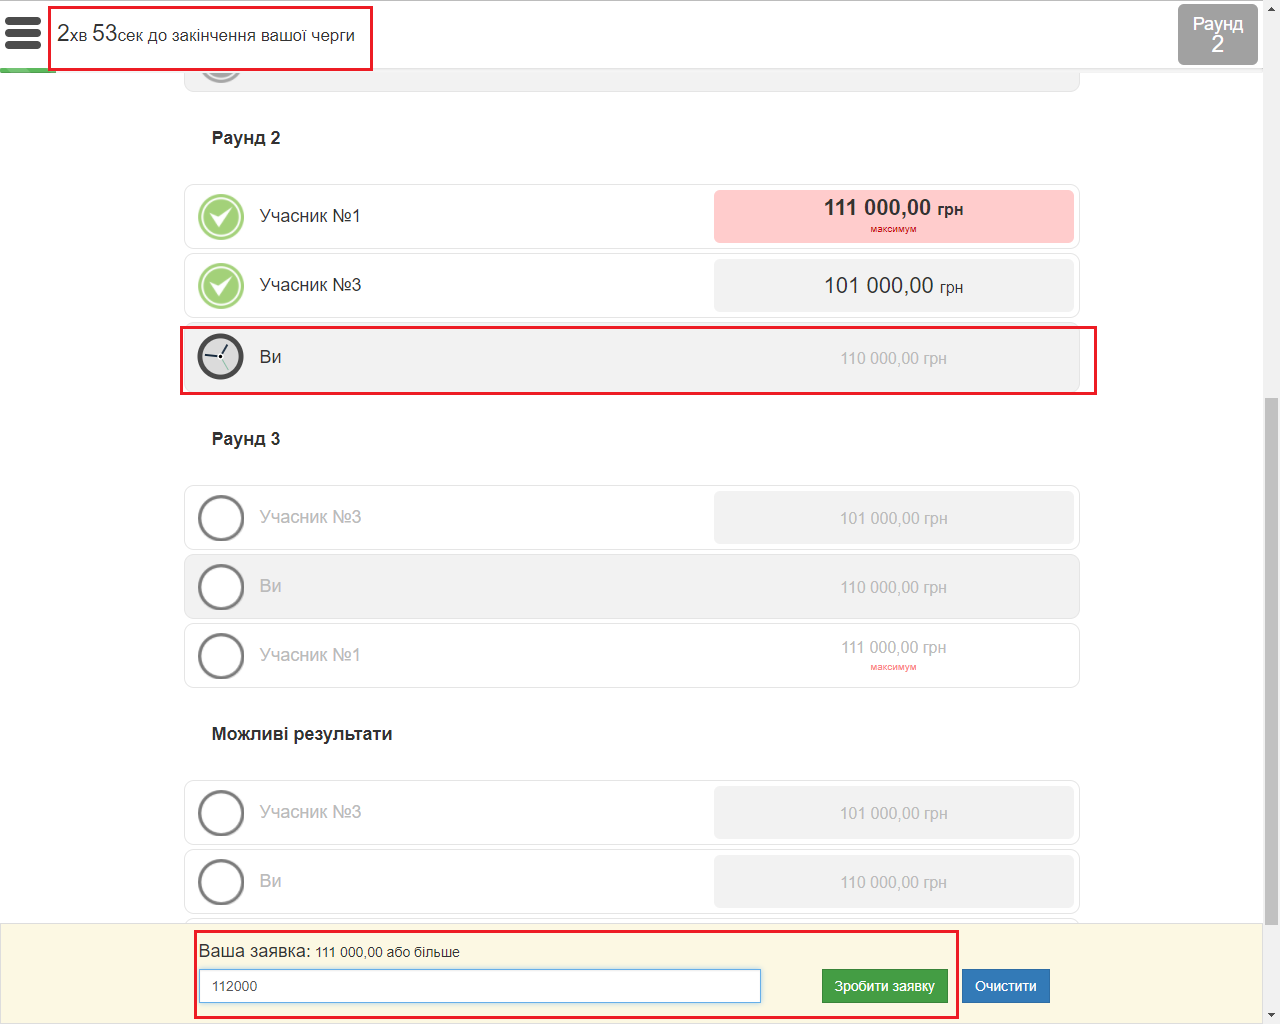 2хв 53сек до закінчення вашої черги
Раунд
2
Раунд 2
Учасник №1
111 000,00 грн
максимум
Учасник №3
101 000,00 грн
Ви
110 000,00 грн
Раунд 3
Учасник №3
101 000,00 грн
Ви
110 000,00 грн
Учасник №1
111 000,00 грн
максимум
Можливі результати
Учасник №3
101 000,00 грн
Ви
110 000,00 грн
Ваша заявка: 111 000,00 або більше
112000
Зробити заявку
Очистити